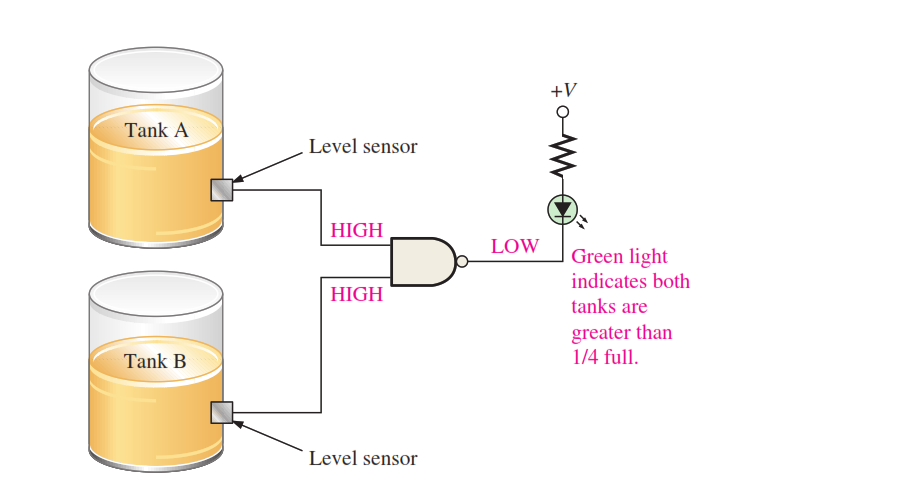 +V
Tank A
Level sensor
HIGH
LOW
HIGH
Green light
indicates both
tanks are
greater than
1/4 full.
Tank B
Level sensor